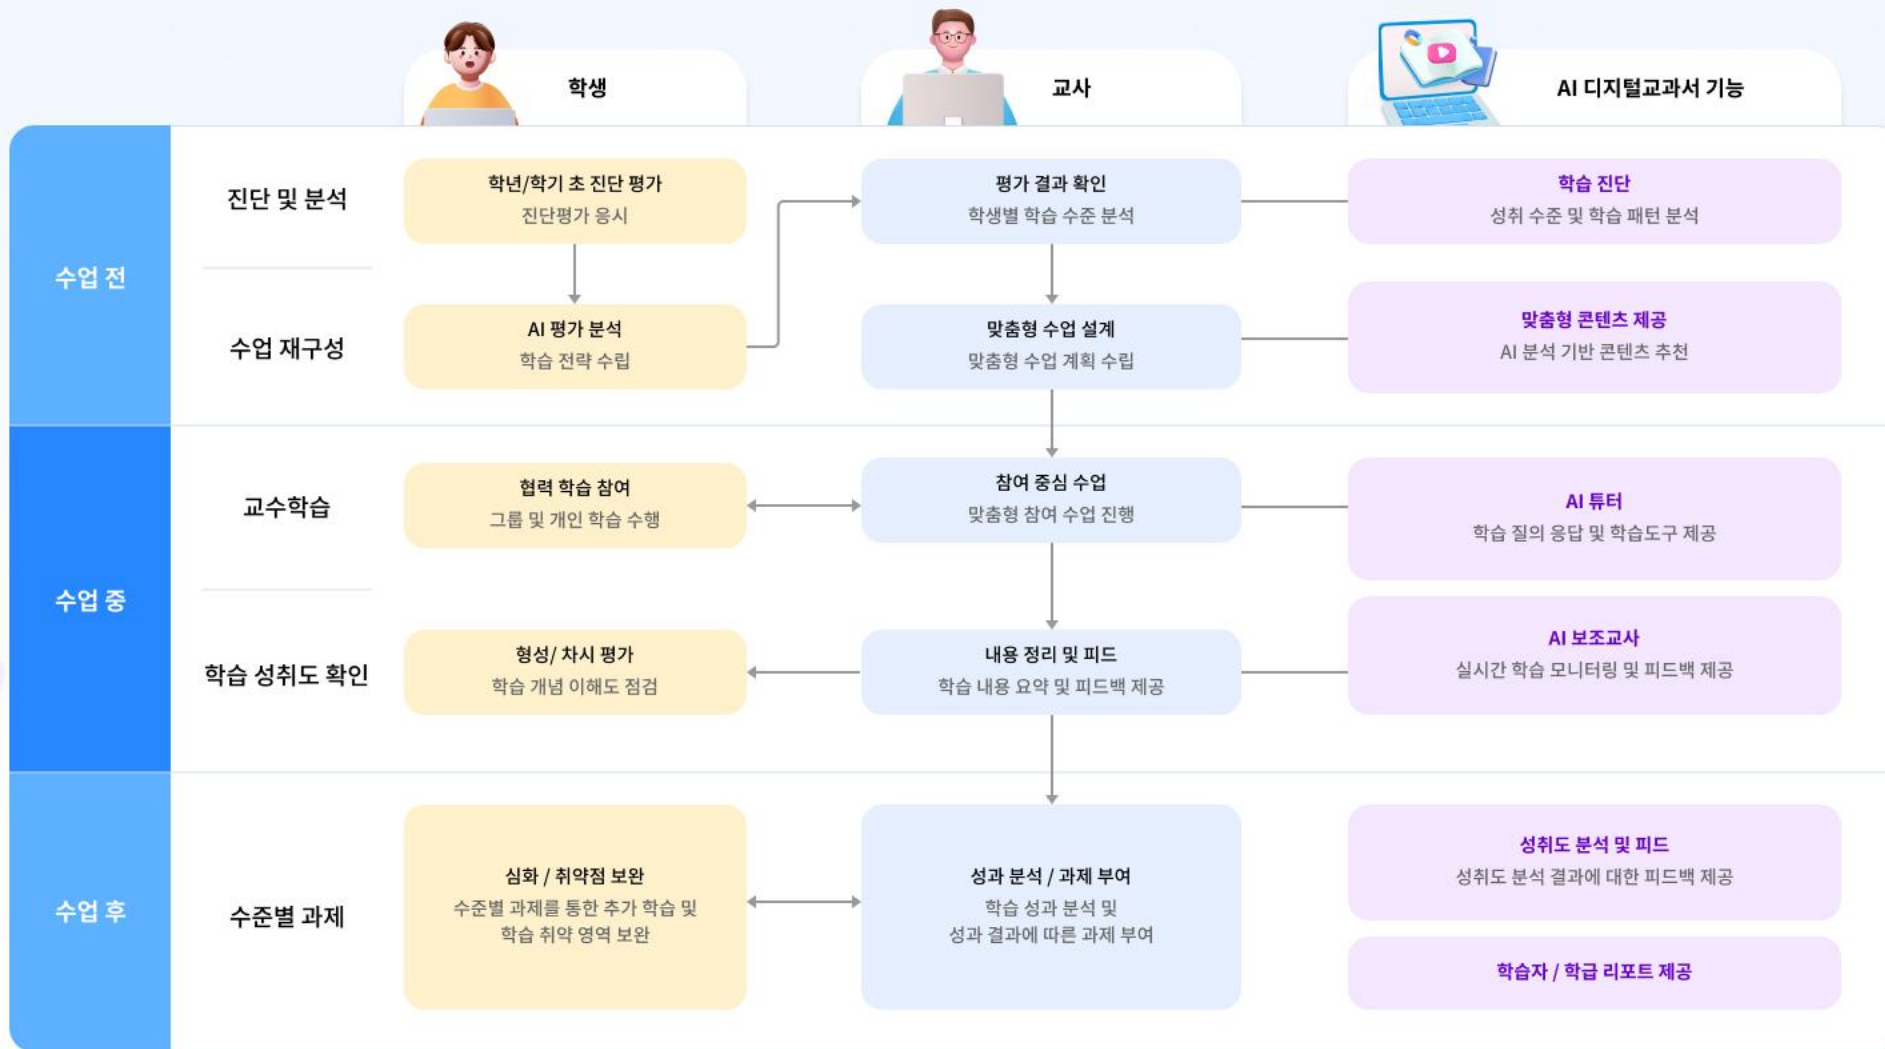 학생
교사
AI 디지털교과서 기능
수업 전
진단 및 분석
학년/학기 초 진단 평가
진단평가 응시
평가 결과 확인
학생별 학습 수준 분석
학습 진단
성취 수준 및 학습 패턴 분석
수업 재구성
AI 평가 분석
학습 전략 수립
맞춤형 수업 설계
맞춤형 수업 계획 수립
맞춤형 콘텐츠 제공
AI 분석 기반 콘텐츠 추천
수업 중
교수학습
협력 학습 참여
그룹 및 개인 학습 수행
참여 중심 수업
맞춤형 참여 수업 진행
AI 튜터
학습 질의 응답 및 학습도구 제공
학습 성취도 확인
형성/ 차시 평가
학습 개념 이해도 점검
내용 정리 및 피드
학습 내용 요약 및 피드백 제공
AI 보조교사
실시간 학습 모니터링 및 피드백 제공
수업 후
수준별 과제
심화 / 취약점 보완
수준별 과제를 통한 추가 학습 및
학습 취약 영역 보완
성과 분석 / 과제 부여
학습 성과 분석 및
성과 결과에 따른 과제 부여
성취도 분석 및 피드
성취도 분석 결과에 대한 피드백 제공
학습자 / 학급 리포트 제공